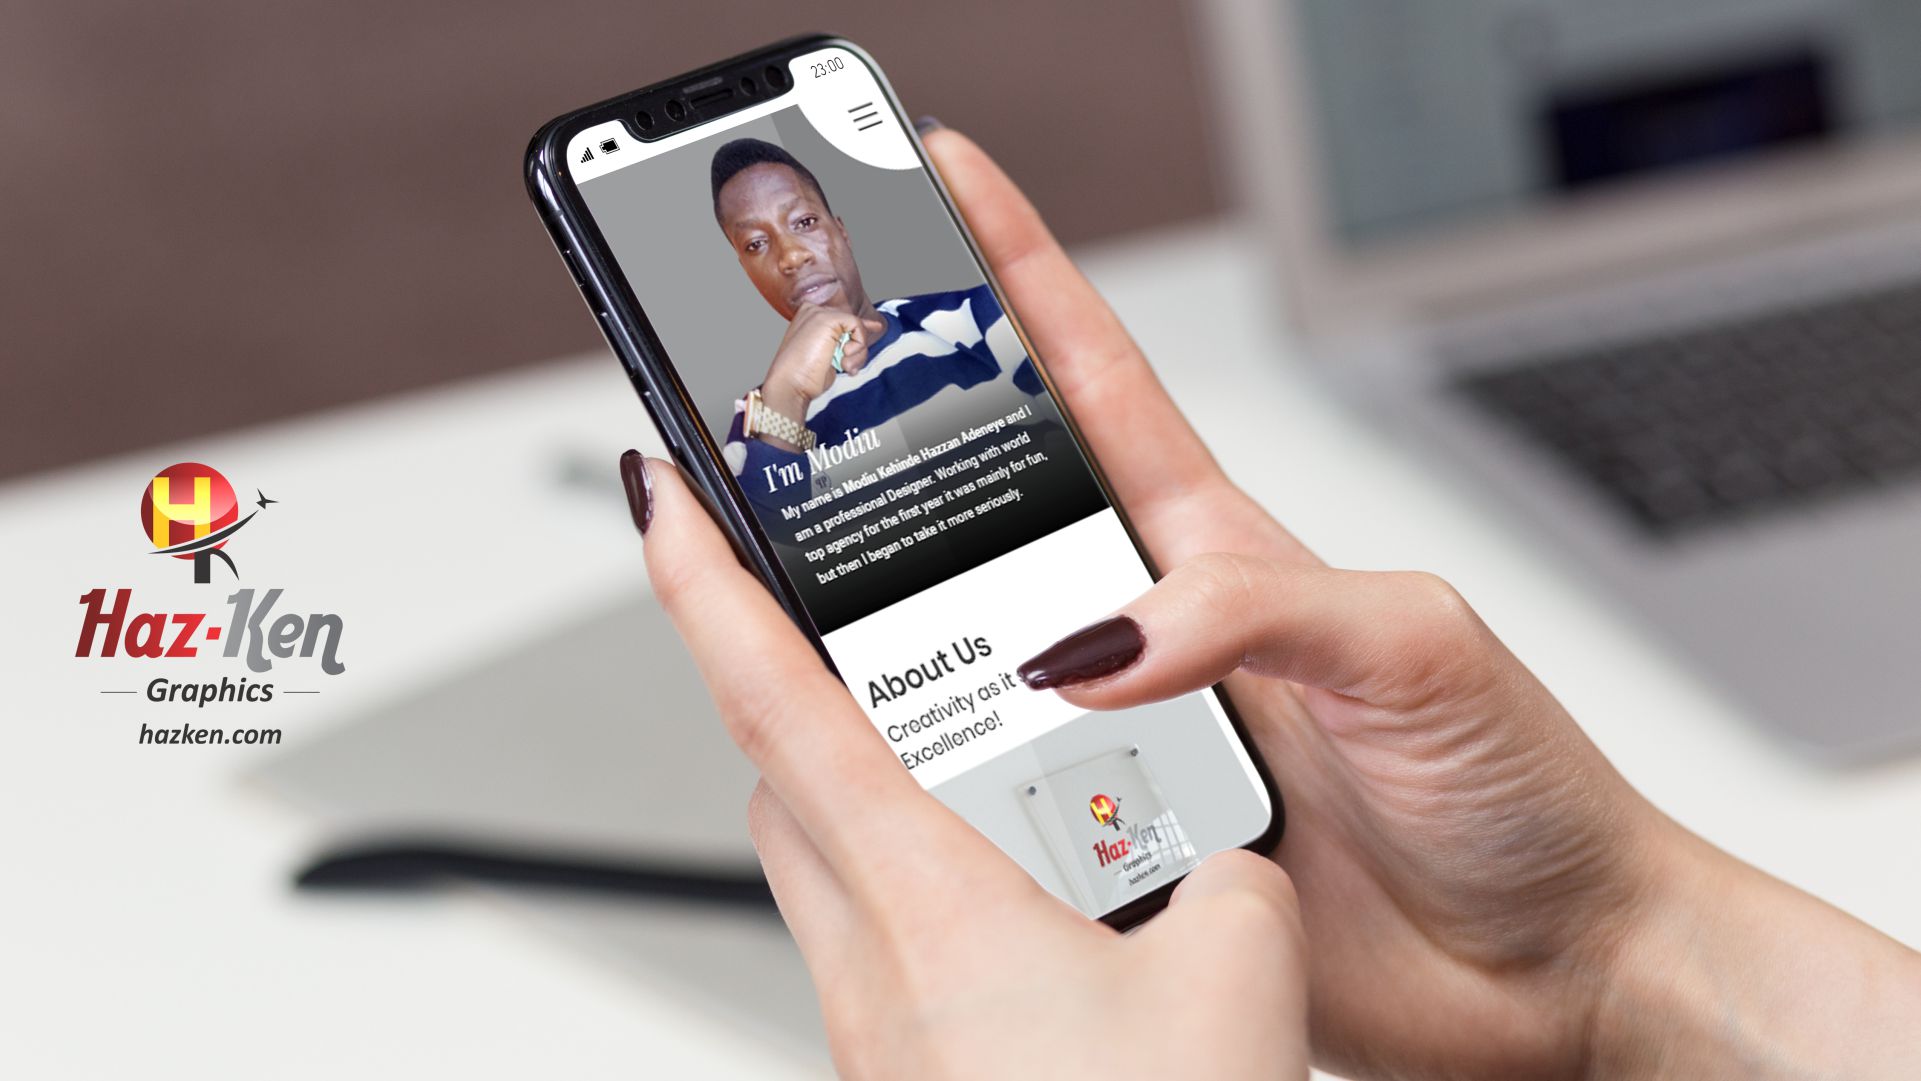 23:00
I'm Modiu
My name is Modiu Kehinde Hazzan Adeneye and I
am a professional Designer. Working with world
top agency for the first year it was mainly for fun,
but then I began to take it more seriously.
About Us
Creativity as it
Excellence!
H
Haz-Ken
Graphics
hazken.com
H
Haz-Ken
Graphics
hazken.com